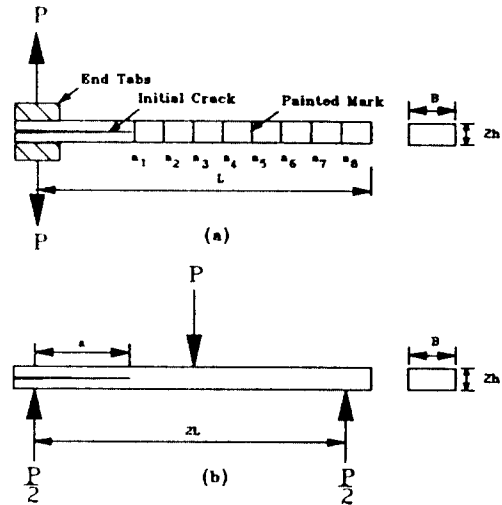 P
End Tabs
Initial Crack
Painted Mark
B
2h
a1 a2 a3 a4 a5 a6 a7 a8
L
P
(a)
P
a
B
2h
2L
P/2
(b)
P/2